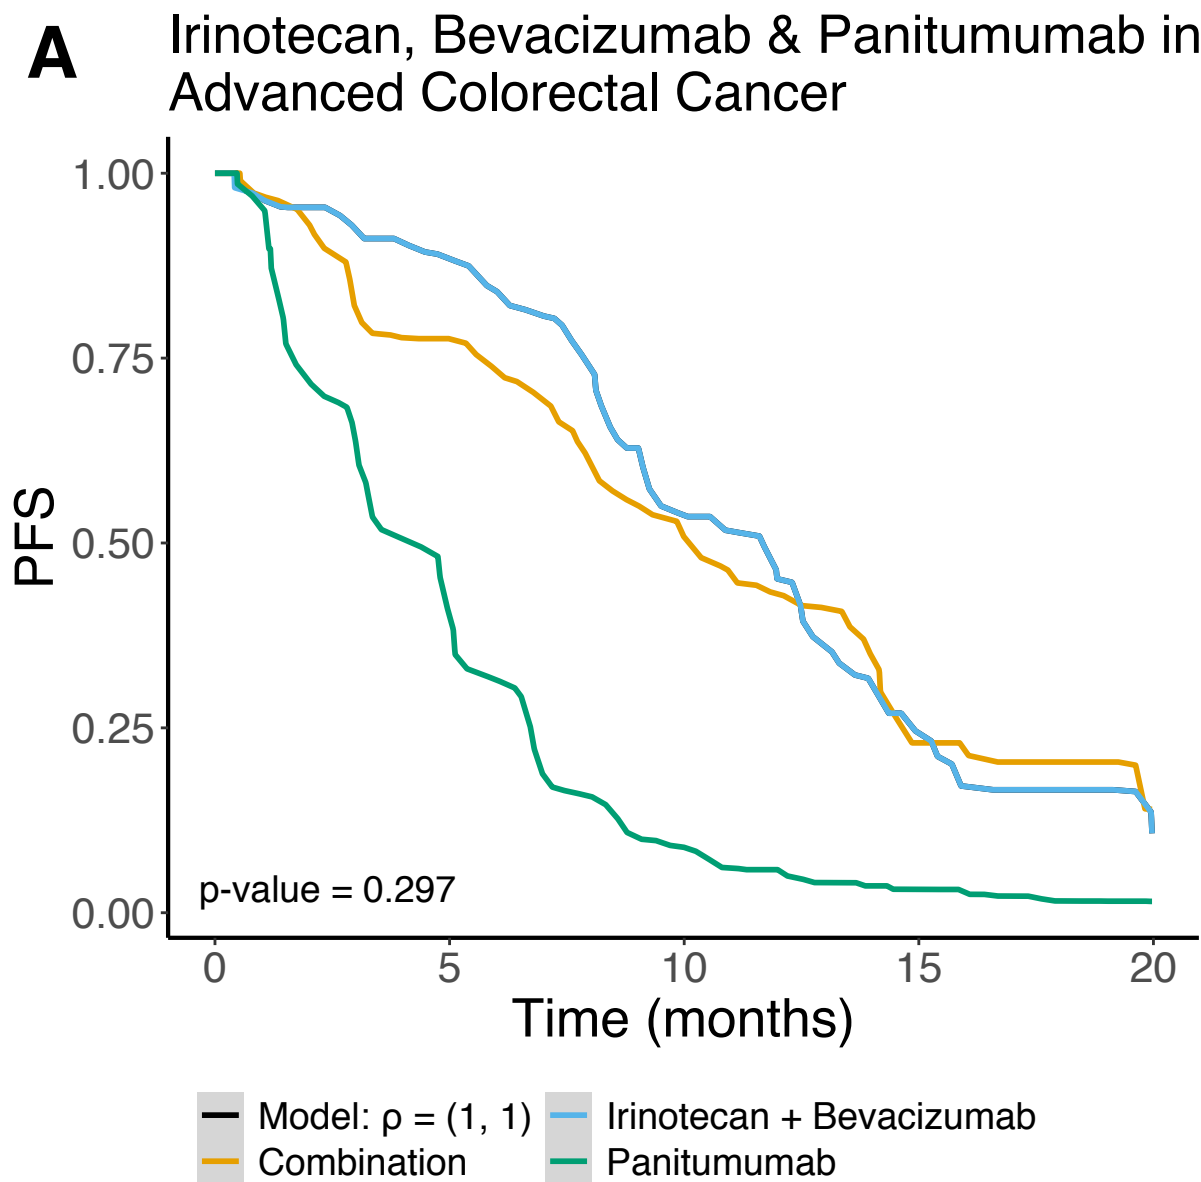 A
Irinotecan, Bevacizumab & Panitumumab in
Advanced Colorectal Cancer
1.00
0.75
0.50
0.25
0.00
PFS
p-value = 0.297
0 5 10 15 20
Time (months)
Model: ρ = (1, 1) Irinotecan + Bevacizumab
Combination Panitumumab